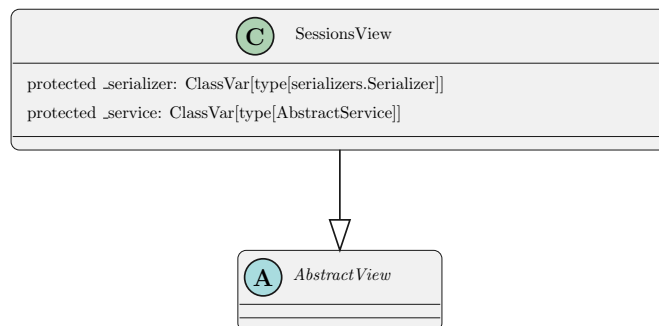 C SessionsView
protected _serializer: ClassVar[type[serializers.Serializer]]
protected _service: ClassVar[type[AbstractService]]
A AbstractView